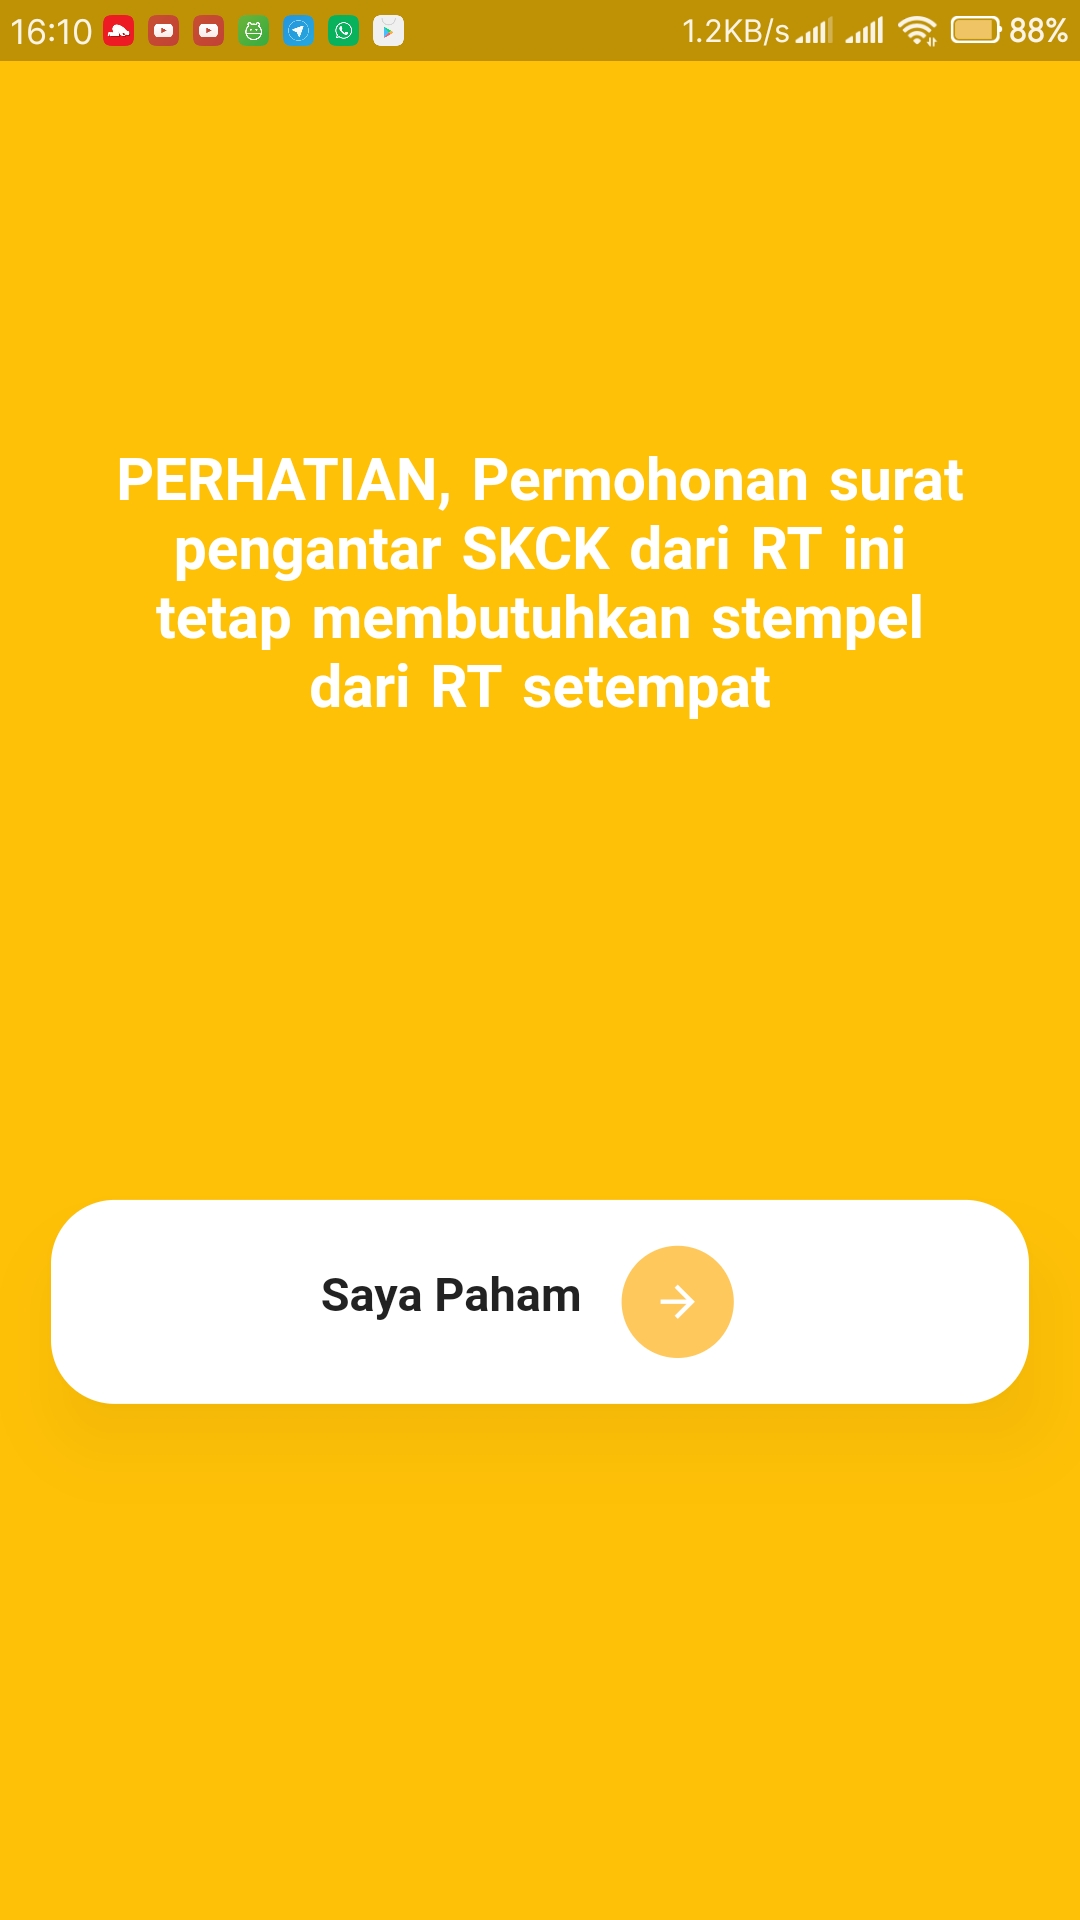 16:10 1.2KB/s 88%
PERHATIAN, Permohonan surat
pengantar SKCK dari RT ini
tetap membutuhkan stempel
dari RT setempat
Saya Paham